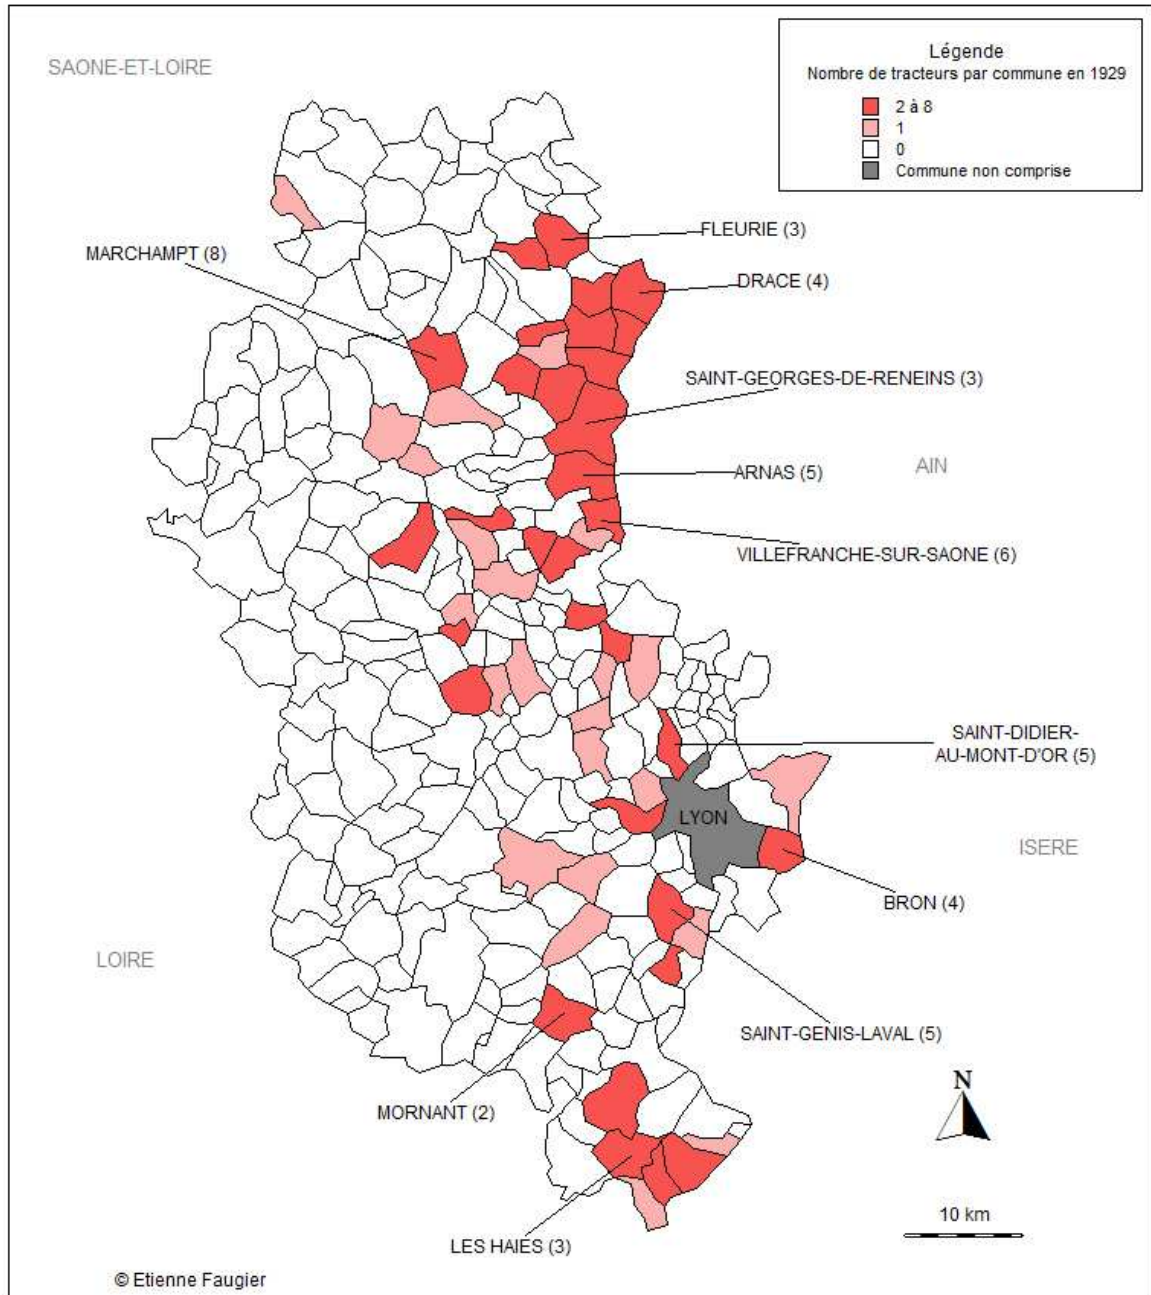 SAONE-ET-LOIRE
Légende
Nombre de tracteurs par commune en 1929
2 à 8
1
0
Commune non comprise
FLEURIE (3)
MARCHAMPT (8)
DRACE (4)
SAINT-GEORGES-DE-RENEINS (3)
AIN
ARNAS (5)
VILLEFRANCHE-SUR-SAONE (6)
SAINT-DIDIER-
AU-MONT-D'OR (5)
LYON
ISERE
BRON (4)
LOIRE
SAINT-GENIS-LAVAL (5)
N
MORNANT (2)
10 km
LES HAIES (3)
© Etienne Faugier